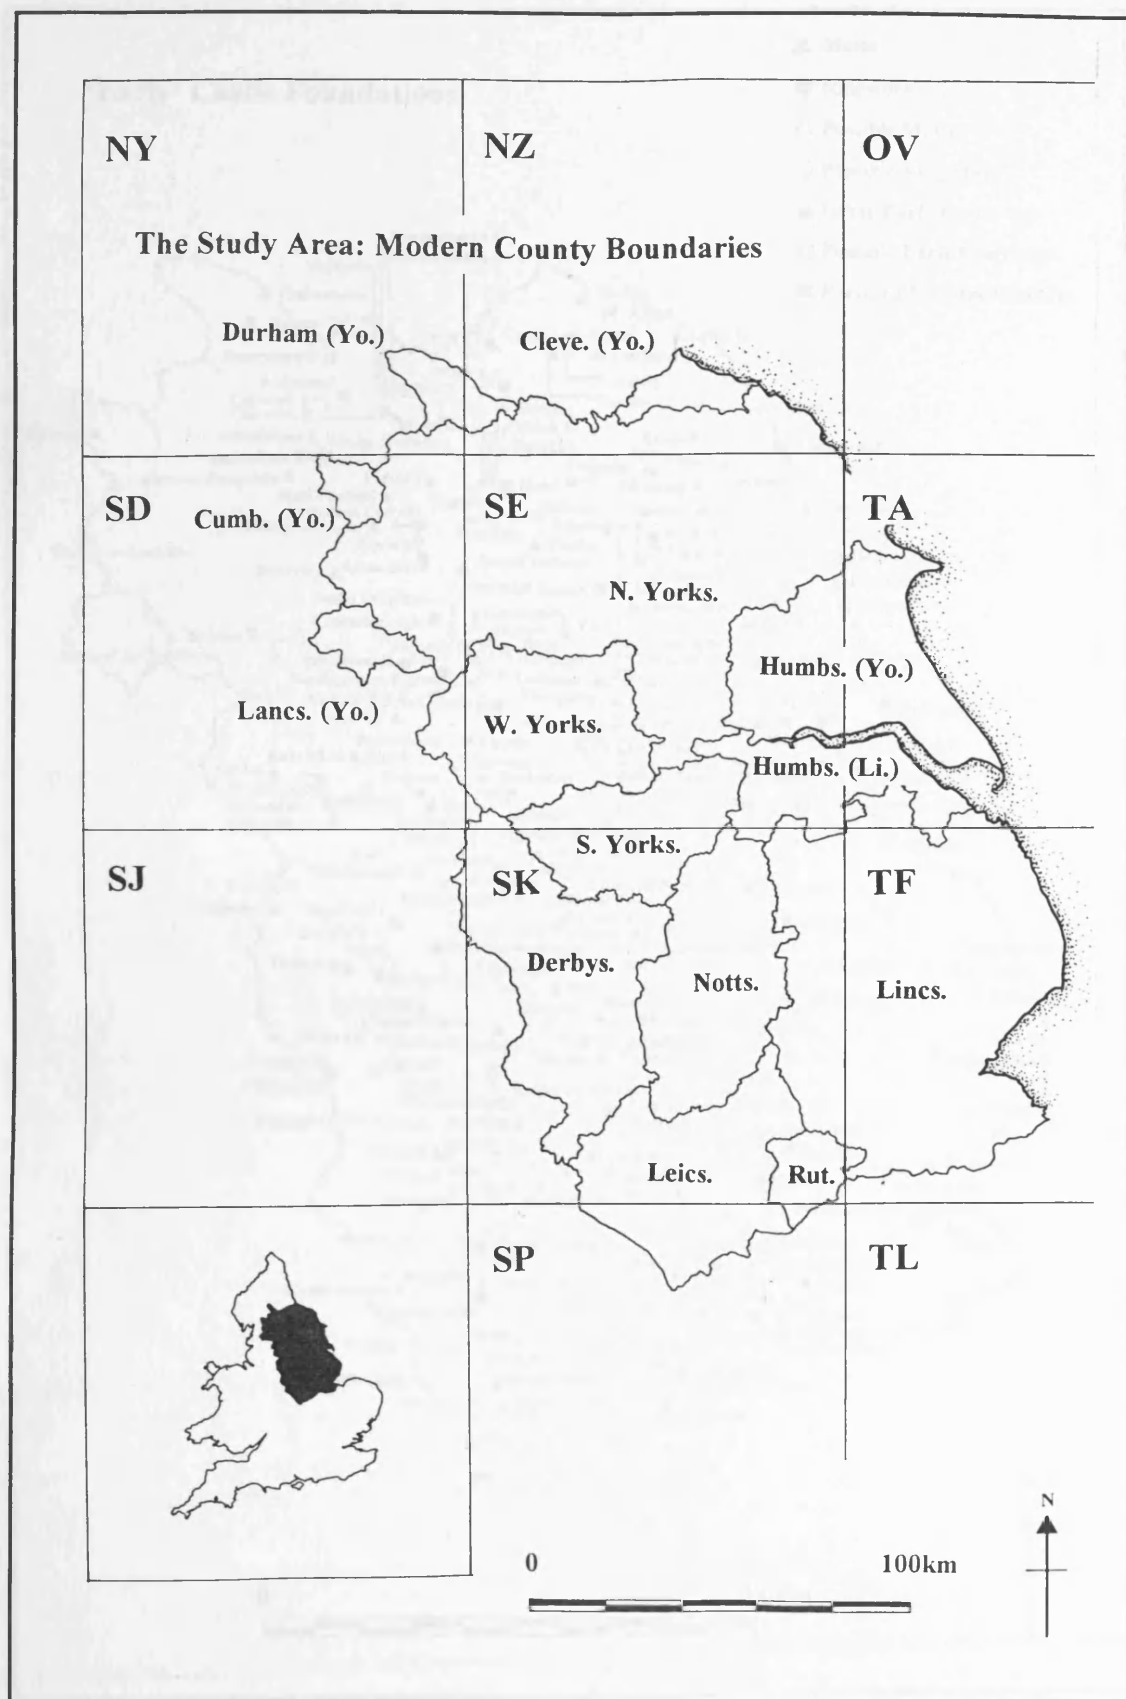 NY
NZ
OV
The Study Area: Modern County Boundaries
Durham (Yo.)
Cleve. (Yo.)
SD
SE
TA
Cumb. (Yo.)
N. Yorks.
Humbs. (Yo.)
Lancs. (Yo.)
W. Yorks.
Humbs. (Li.)
S. Yorks.
SJ
SK
TF
Derbys.
Notts.
Lincs.
Leics.
Rut.
SP
TL
N
0
100km